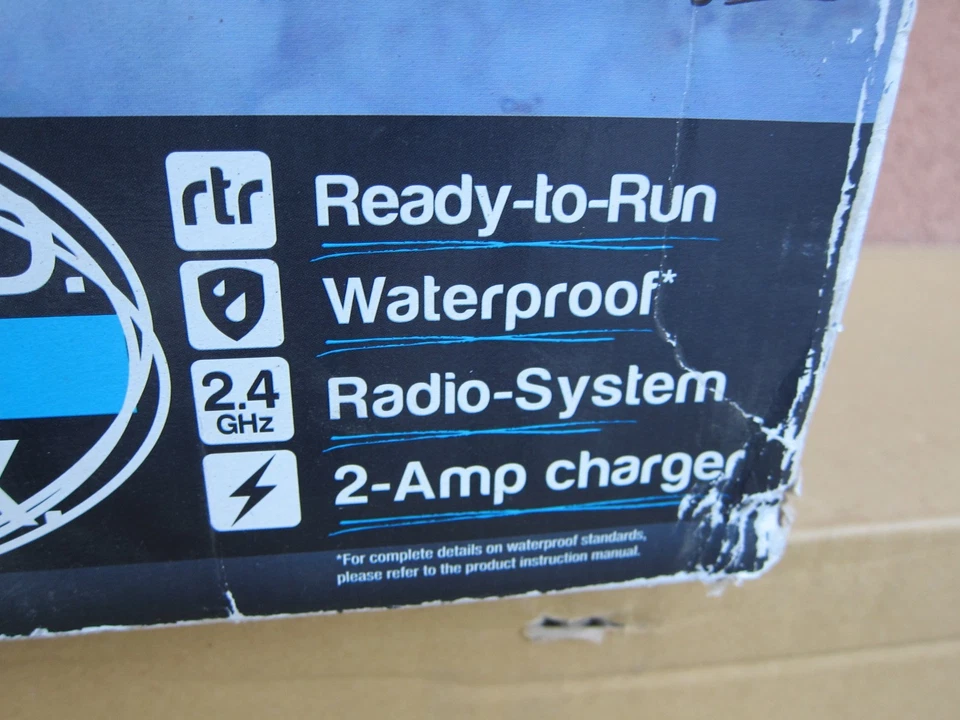 rtr Ready-to-Run
Waterproof*
2.4 GHz Radio-System
2-Amp charger
*For complete details on waterproof standards,
please refer to the product instruction manual.